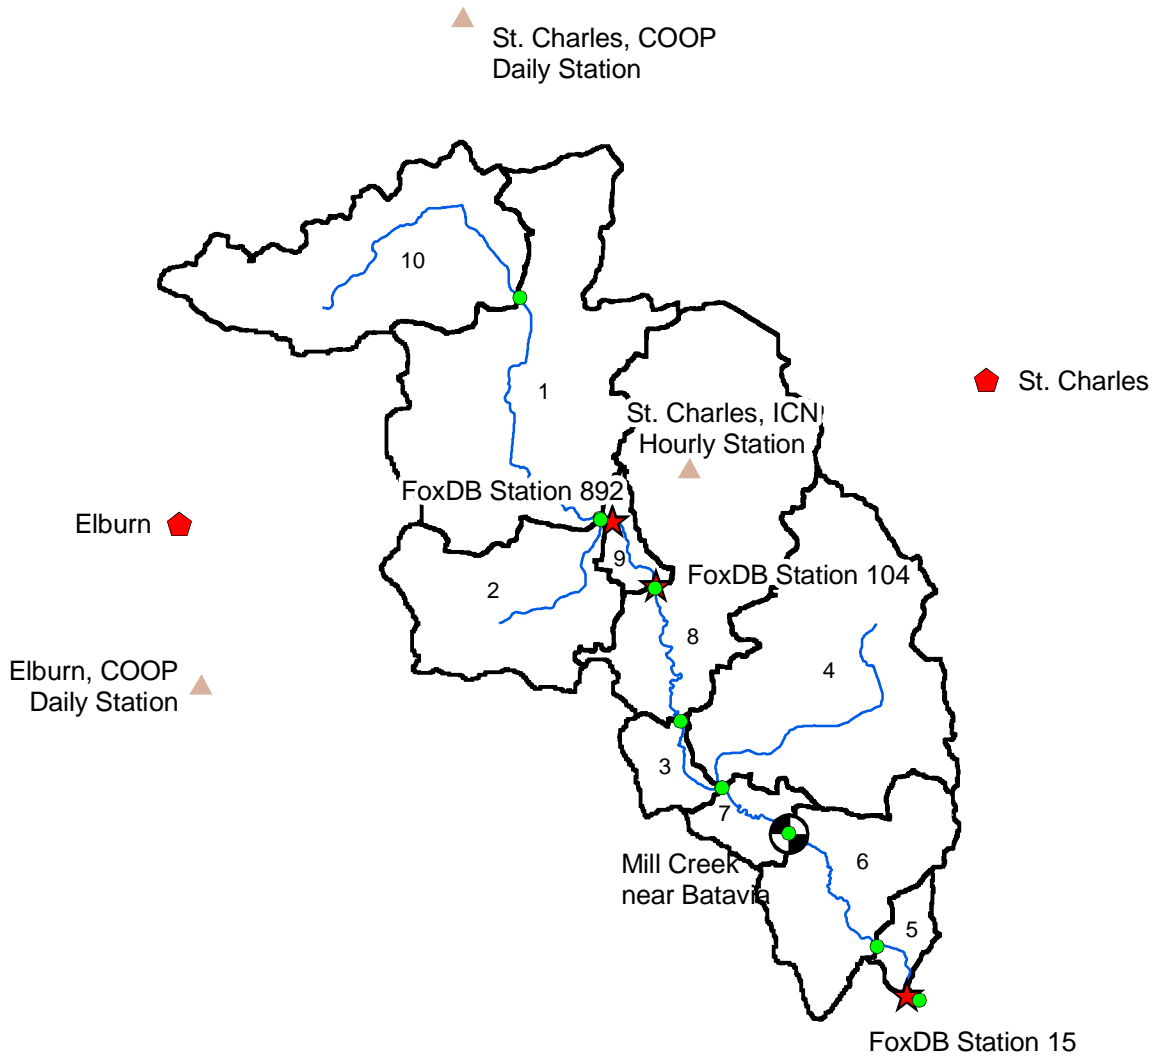 St. Charles, COOP
Daily Station
10
St. Charles
1
St. Charles, ICN
Hourly Station
FoxDB Station 892
Elburn
9
FoxDB Station 104
2
8
Elburn, COOP
Daily Station
4
3
7
Mill Creek
near Batavia
6
5
FoxDB Station 15